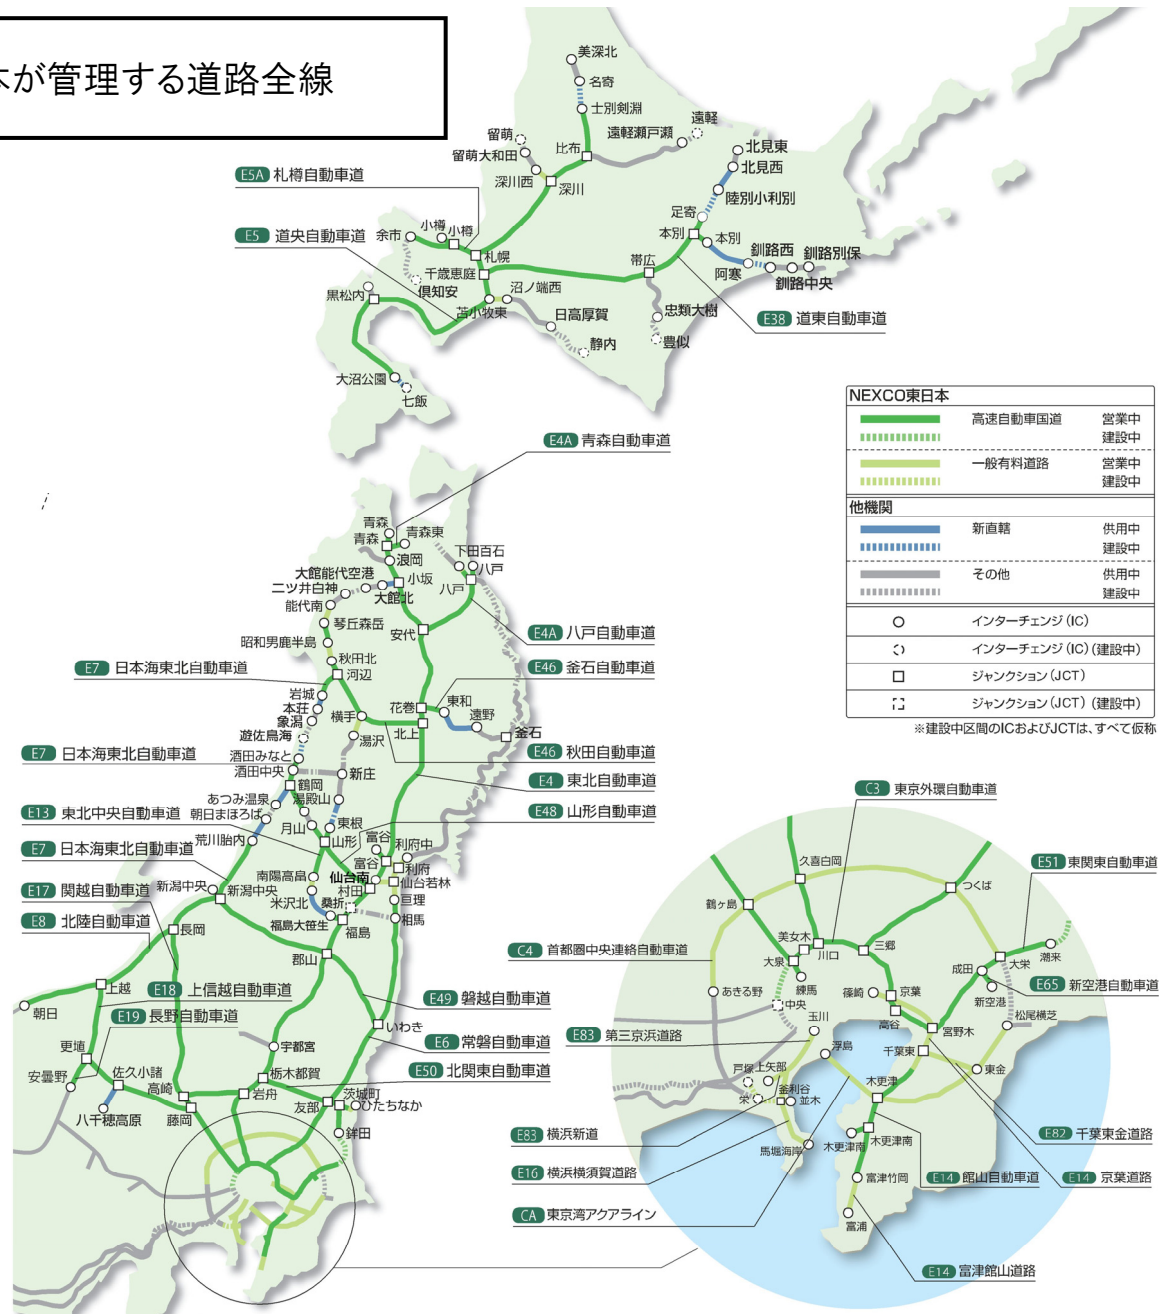 本が管理する道路全線
美深北
名寄
士別剣淵
留萌
遠軽瀬戸瀬
遠軽
留萌大和田
比布
北見東
北見西
深川西
深川
陸別小利別
E5A 札樽自動車道
足寄
小樽
小樽
余市
本別
本別
E5 道央自動車道
札幌
釧路西
釧路別保
帯広
阿寒
釧路中央
千歳恵庭
倶知安
沼ノ端西
黒松内
苫小牧東
日高厚賀
忠類大樹
E38 道東自動車道
静内
豊似
大沼公園
七飯
NEXCO東日本
高速自動車国道 営業中
建設中
一般有料道路 営業中
建設中
他機関
新直轄 供用中
建設中
その他 供用中
建設中
インターチェンジ(IC)
インターチェンジ(IC)(建設中)
ジャンクション(JCT)
ジャンクション(JCT)(建設中)
※建設中区間のICおよびJCTは、すべて仮称
E4A 青森自動車道
青森
青森東
青森
浪岡
下田百石
八戸
大館能代空港
小坂
八戸
二ツ井白神
大館北
能代南
琴丘森岳
安代
E4A 八戸自動車道
昭和男鹿半島
秋田北
E7 日本海東北自動車道
河辺
E46 釜石自動車道
岩城
本荘
花巻
東和
象潟
横手
北上
遠野
釜石
遊佐鳥海
湯沢
E7 日本海東北自動車道
酒田みなと
E46 秋田自動車道
酒田中央
新庄
鶴岡
E4 東北自動車道
あつみ温泉
湯殿山
E13 東北中央自動車道
朝日まほろば
E48 山形自動車道
月山
東根
荒川胎内
山形
富谷
利府中
E7 日本海東北自動車道
富谷
利府
南陽高畠
仙台南
仙台若林
E17 関越自動車道
新潟中央
新潟中央
村田
米沢北
桑折
亘理
E8 北陸自動車道
福島大笹生
相馬
長岡
福島
郡山
上越
E18 上信越自動車道
E49 磐越自動車道
朝日
E19 長野自動車道
いわき
更埴
宇都宮
E6 常磐自動車道
佐久小諸
栃木都賀
E50 北関東自動車道
安曇野
高崎
岩舟
茨城町
友部
ひたちなか
八千穂高原
藤岡
鉾田
C3 東京外環自動車道
久喜白岡
E51 東関東自動車道
つくば
鶴ヶ島
美女木
C4 首都圏中央連絡自動車道
川口
三郷
大泉
成田
大栄
潮来
練馬
あきる野
篠崎
京葉
新空港
E65 新空港自動車道
中央
高谷
松尾横芝
玉川
宮野木
E83 第三京浜道路
浮島
千葉東
戸塚
上矢部
東金
釜利谷
木更津
栄
並木
E83 横浜新道
E82 千葉東金道路
馬堀海岸
木更津南
木更津南
E16 横浜横須賀道路
富津竹岡
E14 館山自動車道
E14 京葉道路
CA 東京湾アクアライン
富浦
E14 富津館山道路